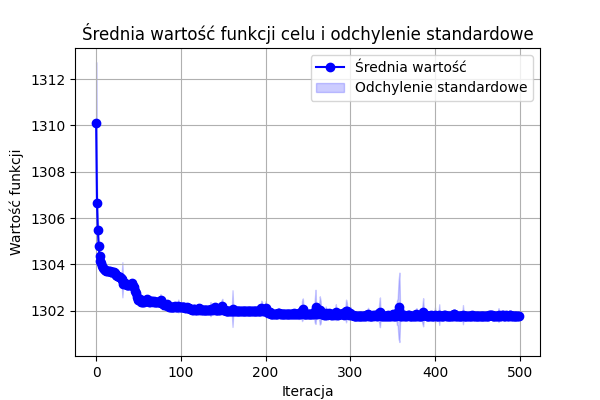 Średnia wartość funkcji celu i odchylenie standardowe
Średnia wartość
Odchylenie standardowe
Wartość funkcji
1312
1310
1308
1306
1304
1302
0 100 200 300 400 500
Iteracja